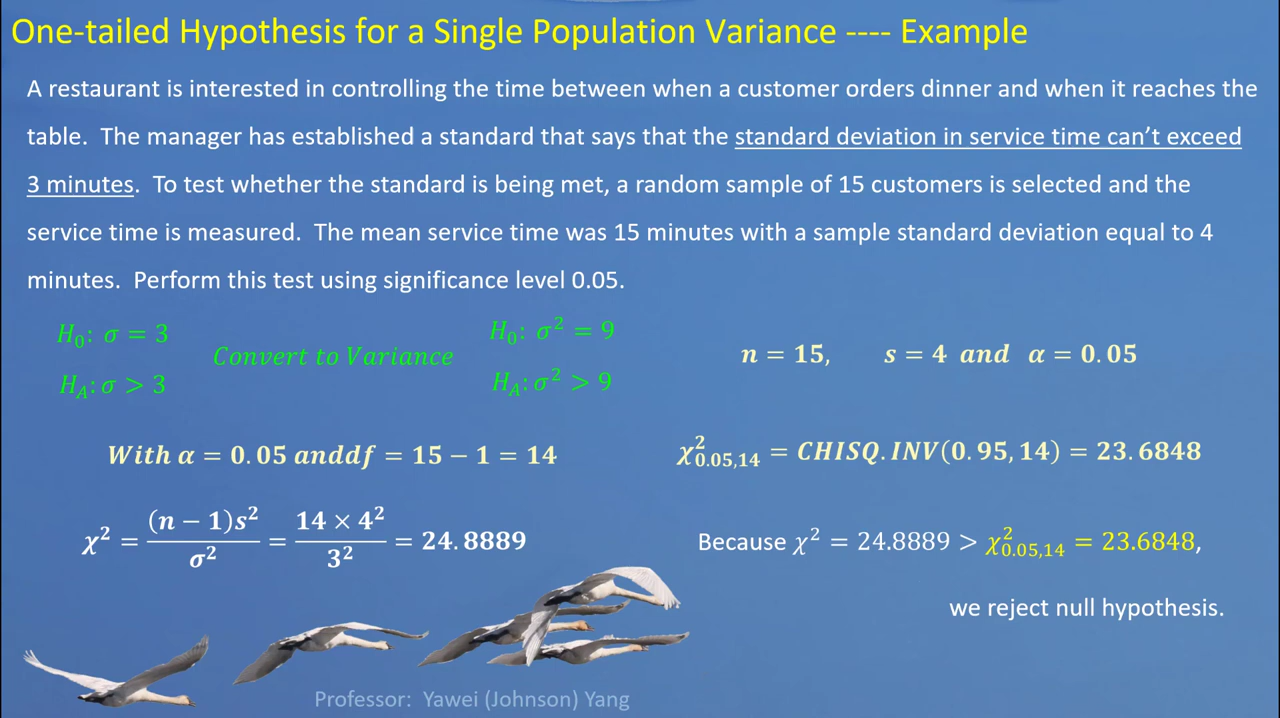 One-tailed Hypothesis for a Single Population Variance ---- Example
A restaurant is interested in controlling the time between when a customer orders dinner and when it reaches the
table. The manager has established a standard that says that the standard deviation in service time can’t exceed
3 minutes. To test whether the standard is being met, a random sample of 15 customers is selected and the
service time is measured. The mean service time was 15 minutes with a sample standard deviation equal to 4
minutes. Perform this test using significance level 0.05.
H₀: σ = 3
H_A: σ > 3
Convert to Variance
H₀: σ² = 9
H_A: σ² > 9
n = 15, s = 4 and α = 0.05
With α = 0.05 anddf = 15 − 1 = 14
χ²_{0.05,14} = CHISQ.INV(0.95, 14) = 23.6848
χ² = (n − 1)s² / σ² = 14 × 4² / 3² = 24.8889
Because χ² = 24.8889 > χ²_{0.05,14} = 23.6848,
we reject null hypothesis.
Professor: Yawei (Johnson) Yang